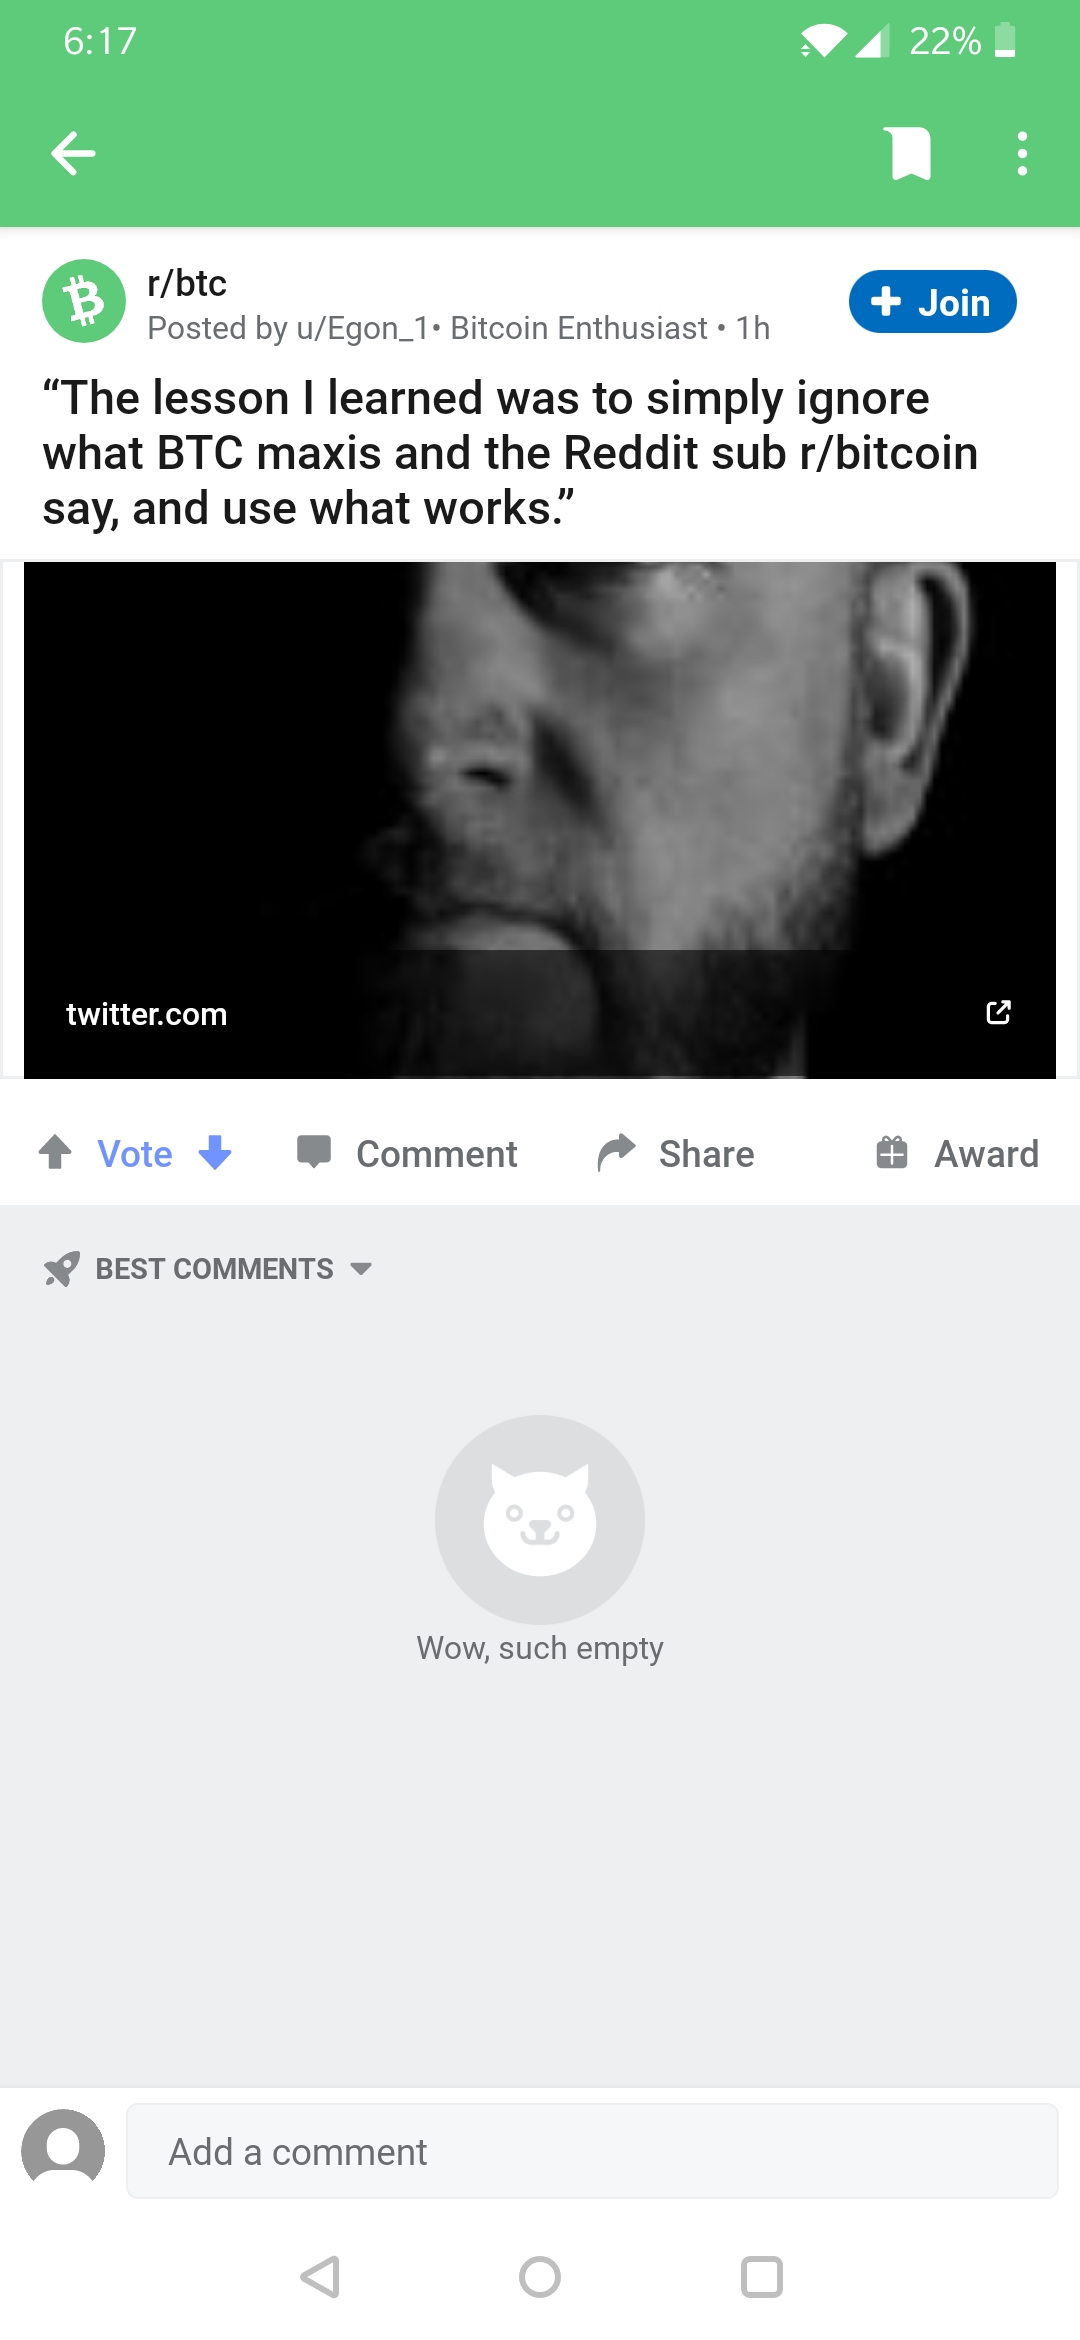 6:17
22%
r/btc
Join
Posted by u/Egon_1• Bitcoin Enthusiast • 1h
“The lesson I learned was to simply ignore
what BTC maxis and the Reddit sub r/bitcoin
say, and use what works.”
twitter.com
Vote
Comment
Share
Award
BEST COMMENTS
Wow, such empty
Add a comment